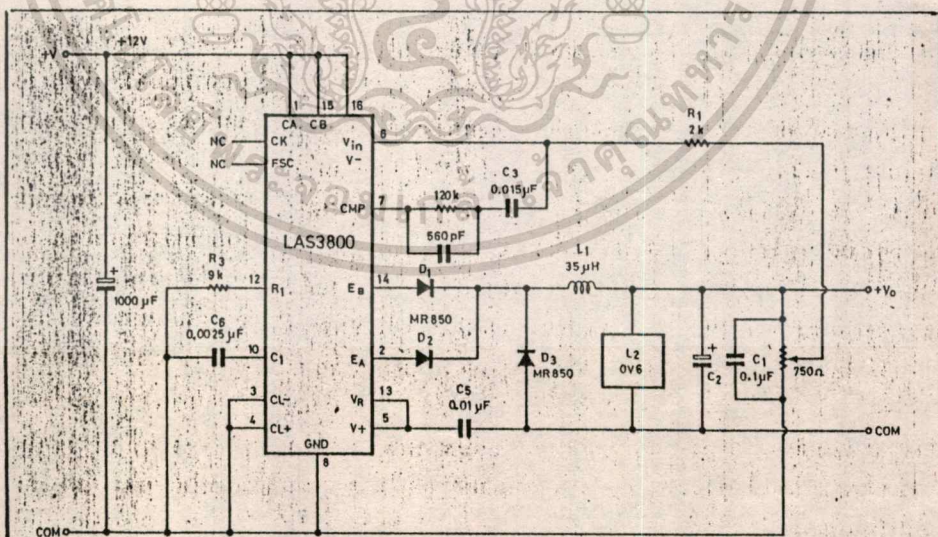 +V
+12V
1
15
16
CA
CB
NC
CK
NC
FSC
Vin
V-
6
R1
2k
CMP
7
120k
C3
0.015µF
560pF
LAS3800
1000µF
+
R3
9k
12
R1
EB
14
D1
MR850
L1
35µH
+Vo
C6
0.0025µF
10
C1
EA
2
D2
D3
MR850
L2
OV6
+
C2
C1
0.1µF
750Ω
3
CL-
VR
13
C5
0.01µF
4
CL+
V+
5
COM
GND
8
COM